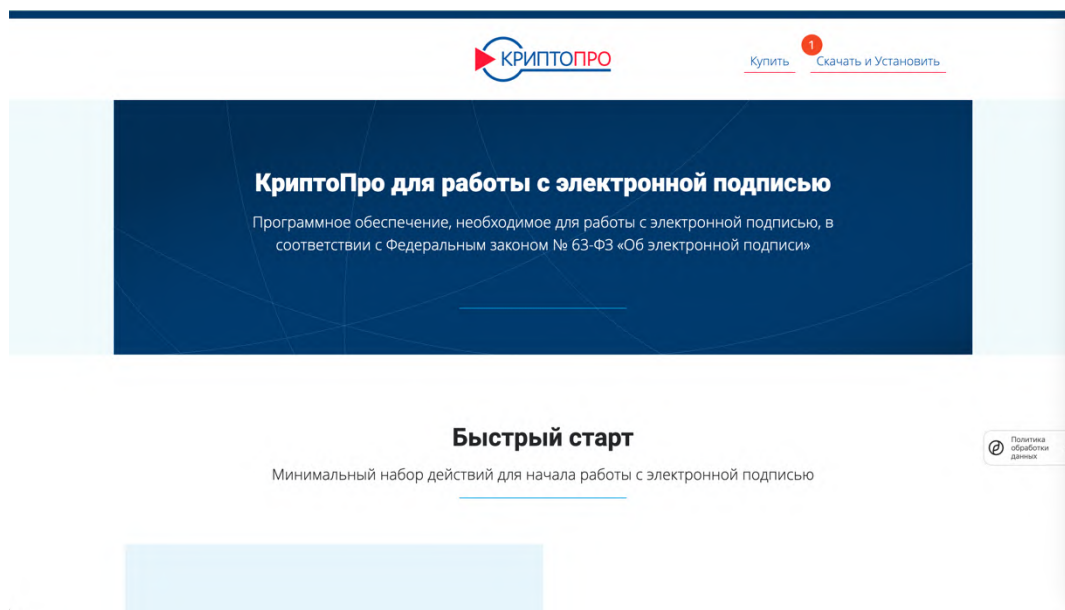 КРИПТОПРО
Купить
1
Скачать и Установить
КриптоПро для работы с электронной подписью
Программное обеспечение, необходимое для работы с электронной подписью, в
соответствии с Федеральным законом № 63-ФЗ «Об электронной подписи»
Быстрый старт
Минимальный набор действий для начала работы с электронной подписью
Политика
обработки
данных